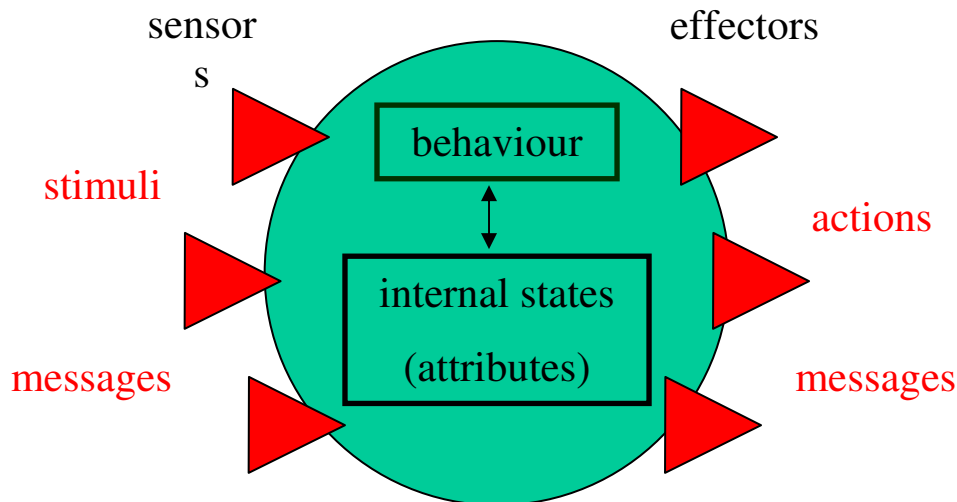 sensor
s
effectors
behaviour
stimuli
actions
internal states
(attributes)
messages
messages